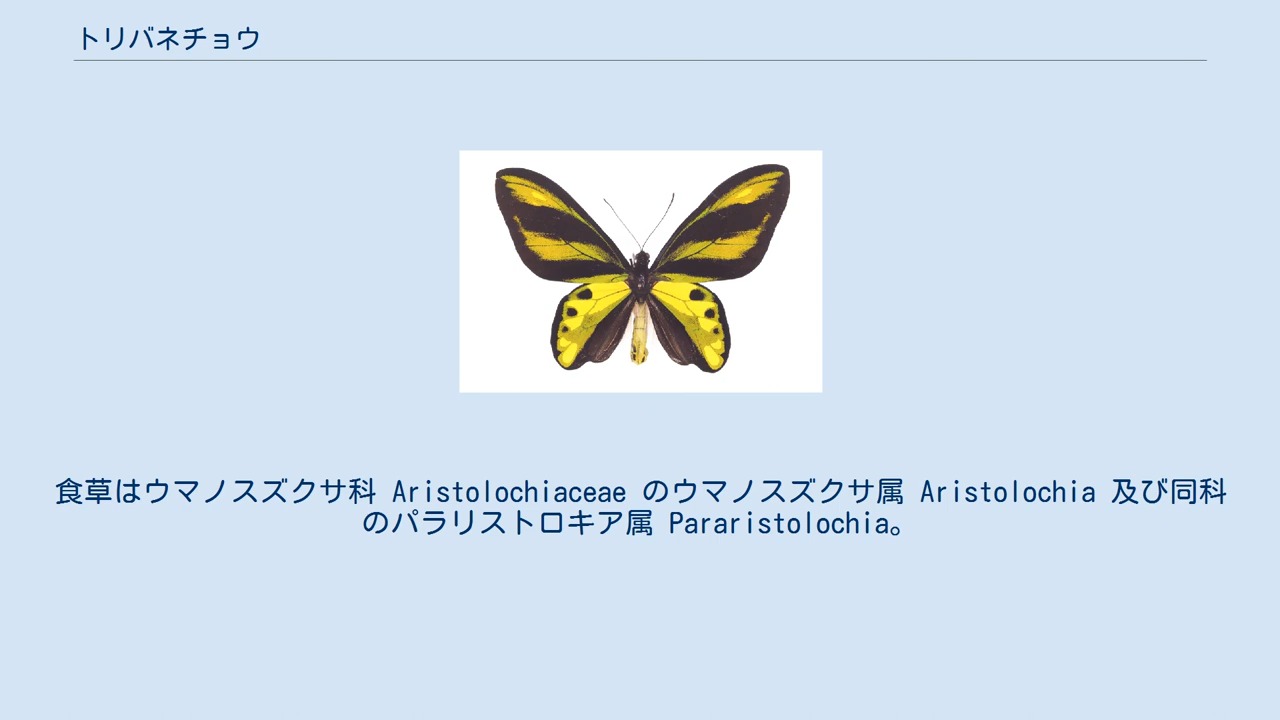 トリバネチョウ
食草はウマノスズクサ科 Aristolochiaceae のウマノスズクサ属 Aristolochia 及び同科
のパラリストロキア属 Pararistolochia。